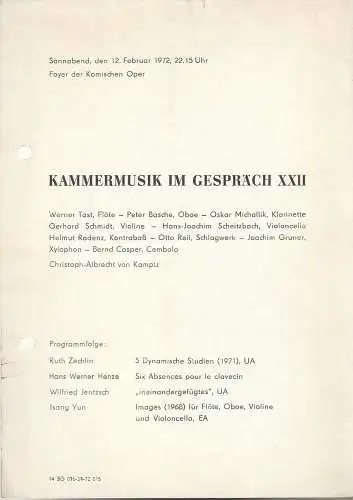 Sonnabend, den 12. Februar 1972, 22.15 Uhr
Foyer der Komischen Oper
KAMMERMUSIK IM GESPRÄCH XXII
Werner Tast, Flöte – Peter Basche, Oboe – Oskar Michallik, Klarinette
Gerhard Schmidt, Violine – Hans-Joachim Scheitzbach, Violoncello
Helmut Radenz, Kontrabaß – Otto Reil, Schlagwerk – Joachim Gruner,
Xylophon – Bernd Casper, Cembalo
Christoph-Albrecht von Kamptz
Programmfolge:
Ruth Zechlin 5 Dynamische Studien (1971), UA
Hans Werner Henze Six Absences pour le clavecin
Wilfried Jentzsch „ineinandergefügtes", UA
Isang Yun Images (1968) für Flöte, Oboe, Violine
und Violoncello, EA